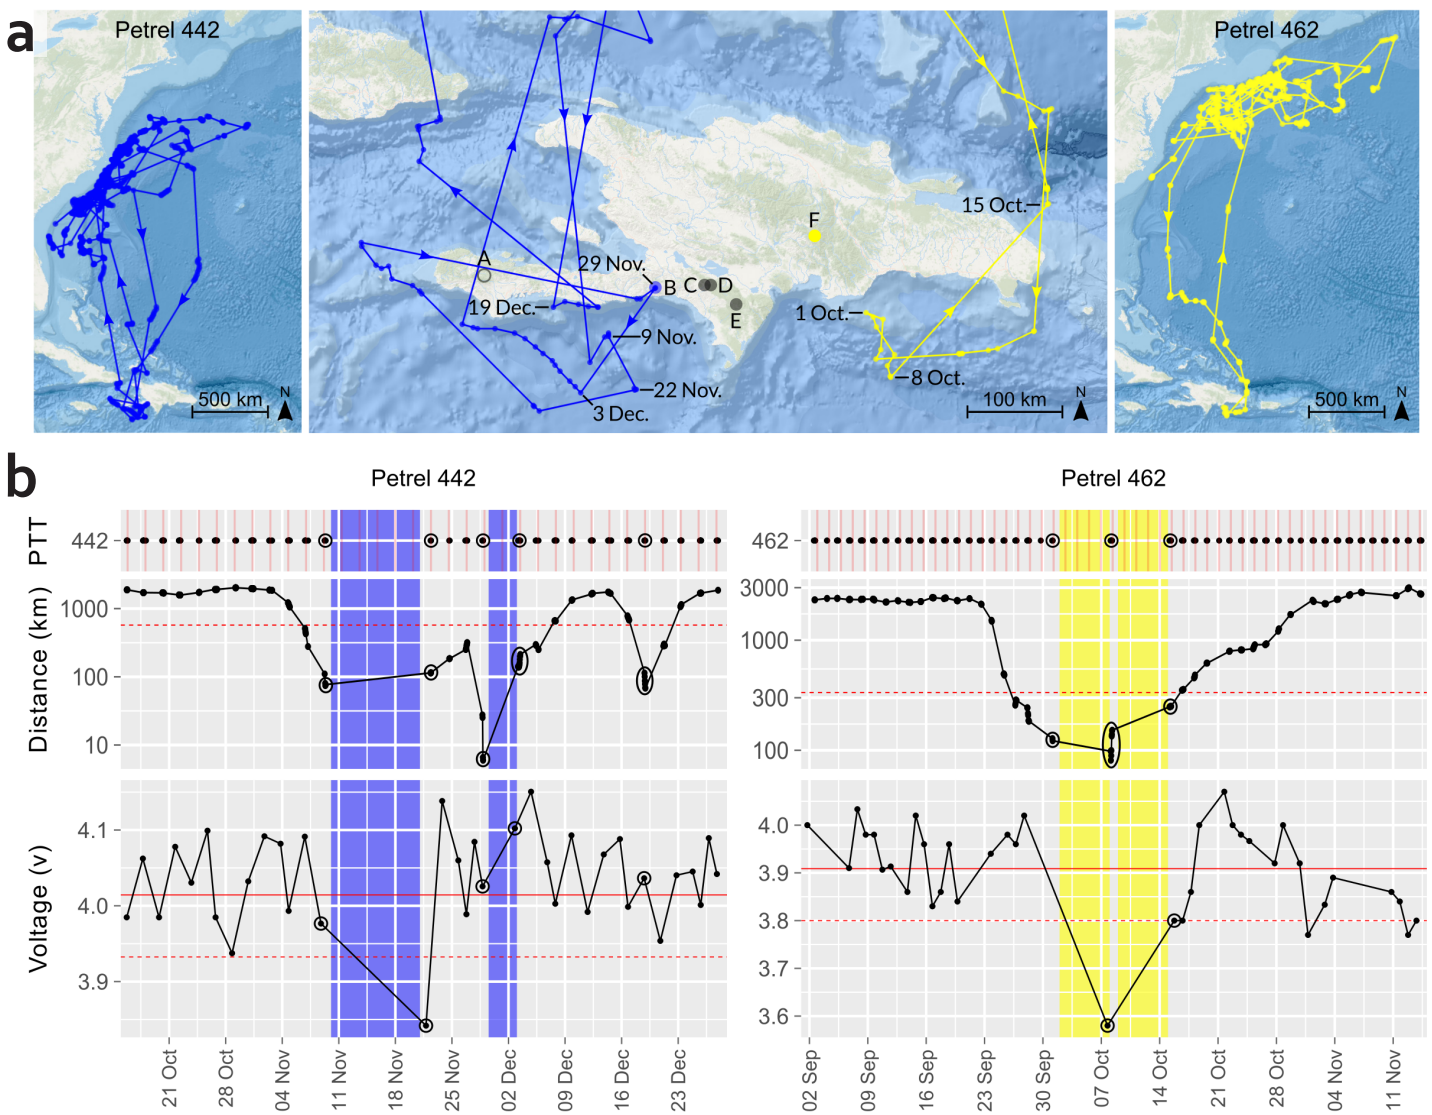 a
Petrel 442
Petrel 462
A
29 Nov.
B
C
D
E
F
19 Dec.
9 Nov.
22 Nov.
3 Dec.
1 Oct.
8 Oct.
15 Oct.
500 km
N
100 km
N
500 km
N
b
Petrel 442
Petrel 462
PTT
442
462
Distance (km)
1000
100
10
3000
1000
300
100
Voltage (v)
4.1
4.0
3.9
4.0
3.9
3.8
3.7
3.6
21 Oct
28 Oct
04 Nov
11 Nov
18 Nov
25 Nov
02 Dec
09 Dec
16 Dec
23 Dec
02 Sep
09 Sep
16 Sep
23 Sep
30 Sep
07 Oct
14 Oct
21 Oct
28 Oct
04 Nov
11 Nov